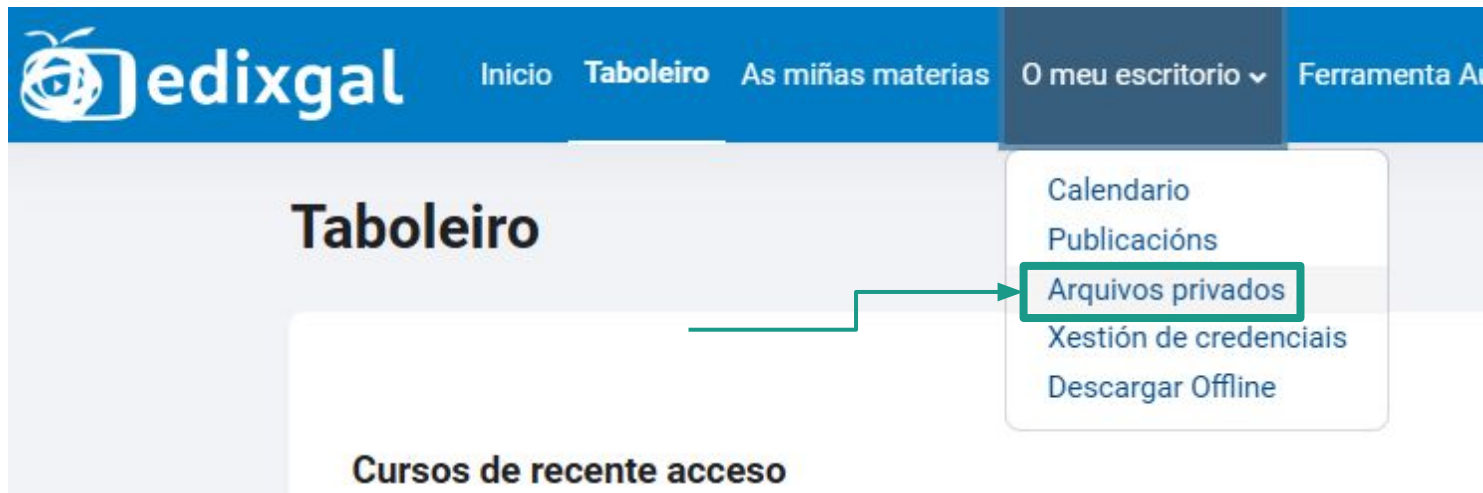 edixgal Inicio Taboleiro As miñas materias O meu escritorio Ferramenta
Calendario
Taboleiro
Publicacións
Arquivos privados
Xestión de credenciais
Descargar Offline
Cursos de recente acceso